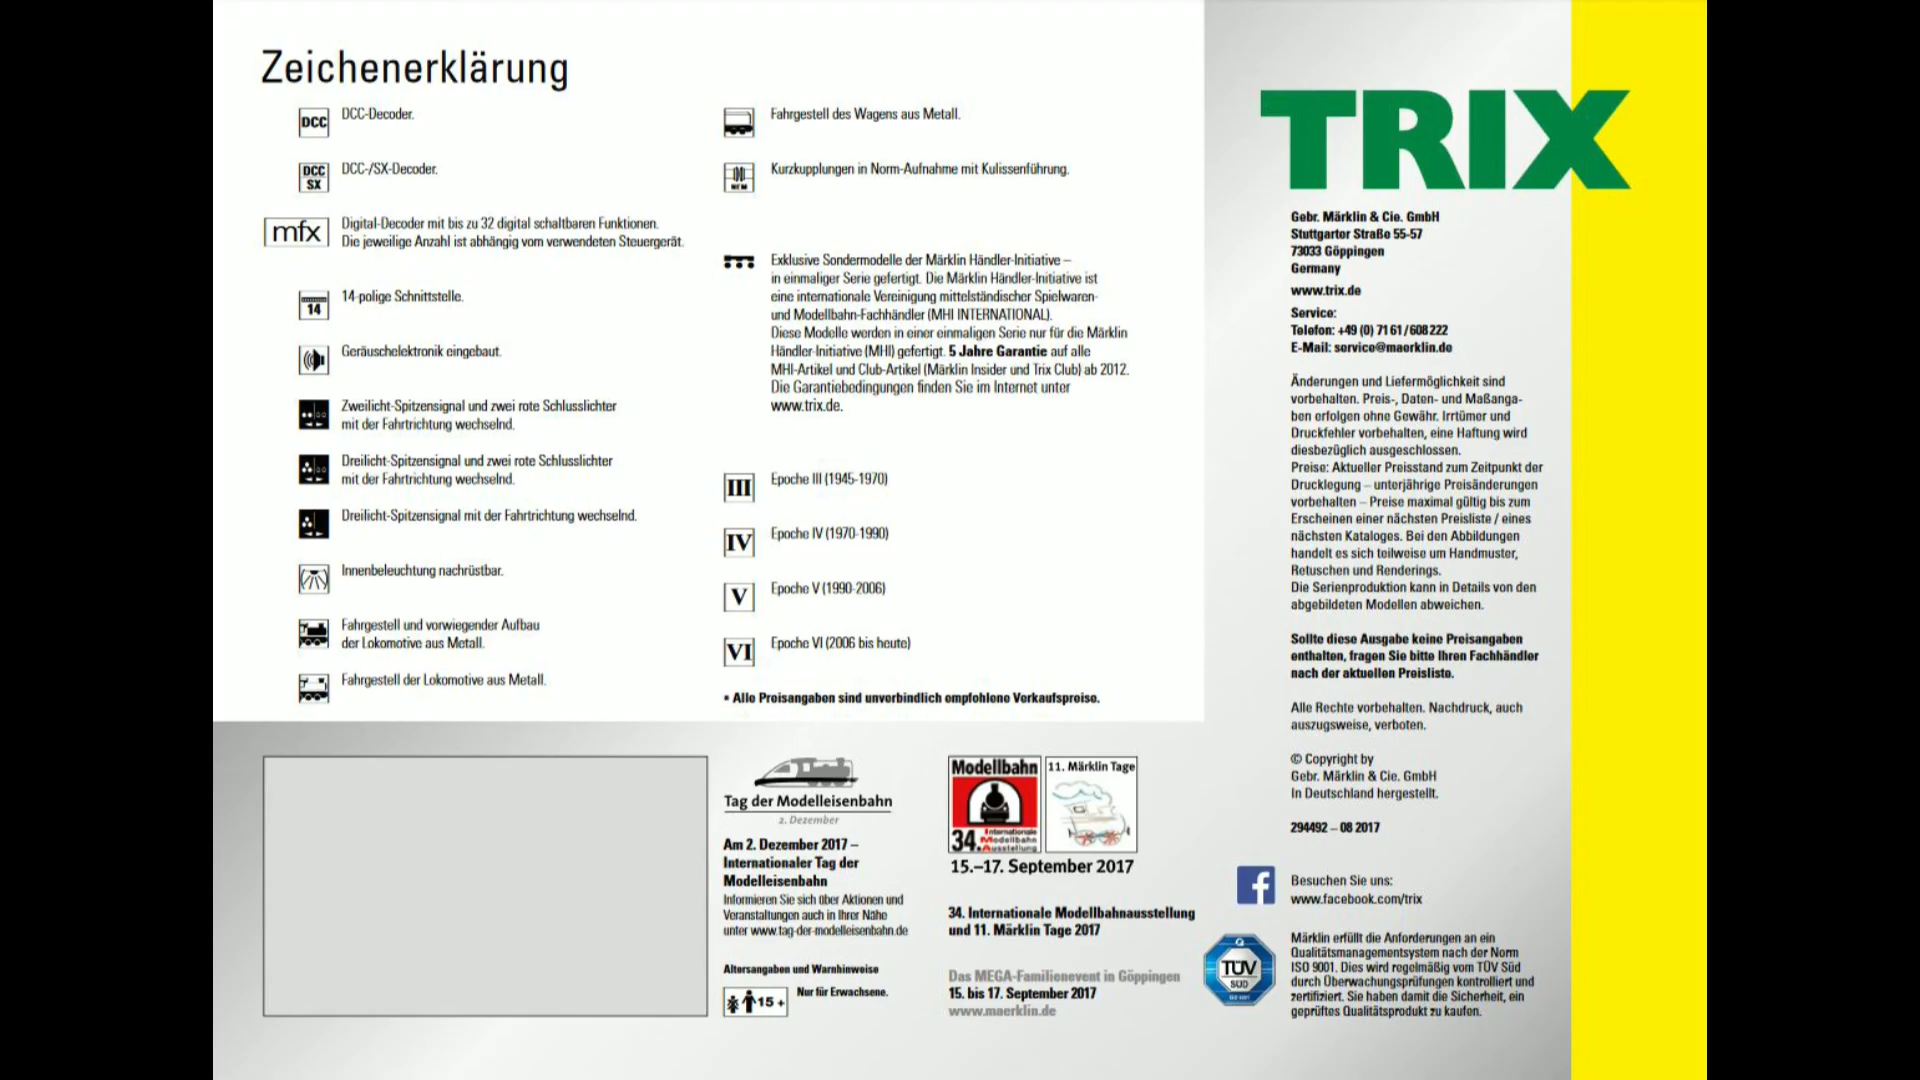 Zeichenerklärung
DCC
DCC-Decoder.
DCC
SX
DCC-/SX-Decoder.
mfx
Digital-Decoder mit bis zu 32 digital schaltbaren Funktionen.
Die jeweilige Anzahl ist abhängig vom verwendeten Steuergerät.
14
14-polige Schnittstelle.
Geräuschelektronik eingebaut.
Zweilicht-Spitzensignal und zwei rote Schlusslichter
mit der Fahrtrichtung wechselnd.
Dreilicht-Spitzensignal und zwei rote Schlusslichter
mit der Fahrtrichtung wechselnd.
Dreilicht-Spitzensignal mit der Fahrtrichtung wechselnd.
Innenbeleuchtung nachrüstbar.
Fahrgestell und vorwiegender Aufbau
der Lokomotive aus Metall.
Fahrgestell der Lokomotive aus Metall.
Fahrgestell des Wagens aus Metall.
NEM
Kurzkupplungen in Norm-Aufnahme mit Kulissenführung.
Exklusive Sondermodelle der Märklin Händler-Initiative –
in einmaliger Serie gefertigt. Die Märklin Händler-Initiative ist
eine internationale Vereinigung mittelständischer Spielwaren-
und Modellbahn-Fachhändler (MHI INTERNATIONAL).
Diese Modelle werden in einer einmaligen Serie nur für die Märklin
Händler-Initiative (MHI) gefertigt. 5 Jahre Garantie auf alle
MHI-Artikel und Club-Artikel (Märklin Insider und Trix Club) ab 2012.
Die Garantiebedingungen finden Sie im Internet unter
www.trix.de.
III
Epoche III (1945-1970)
IV
Epoche IV (1970-1990)
V
Epoche V (1990-2006)
VI
Epoche VI (2006 bis heute)
* Alle Preisangaben sind unverbindlich empfohlene Verkaufspreise.
Tag der Modelleisenbahn
2. Dezember
Am 2. Dezember 2017 –
Internationaler Tag der
Modelleisenbahn
Informieren Sie sich über Aktionen und
Veranstaltungen auch in Ihrer Nähe
unter www.tag-der-modelleisenbahn.de
Altersangaben und Warnhinweise
15 +
Nur für Erwachsene.
Modellbahn
34. Internationale
Modellbahn
Ausstellung
11. Märklin Tage
15.–17. September 2017
34. Internationale Modellbahnausstellung
und 11. Märklin Tage 2017
Das MEGA-Familienevent in Göppingen
15. bis 17. September 2017
www.maerklin.de
TRIX
Gebr. Märklin & Cie. GmbH
Stuttgarter Straße 55-57
73033 Göppingen
Germany
www.trix.de
Service:
Telefon: +49 (0) 71 61 / 608 222
E-Mail: service@maerklin.de
Änderungen und Liefermöglichkeit sind
vorbehalten. Preis-, Daten- und Maßanga-
ben erfolgen ohne Gewähr. Irrtümer und
Druckfehler vorbehalten, eine Haftung wird
diesbezüglich ausgeschlossen.
Preise: Aktueller Preisstand zum Zeitpunkt der
Drucklegung – unterjährige Preisänderungen
vorbehalten – Preise maximal gültig bis zum
Erscheinen einer nächsten Preisliste / eines
nächsten Kataloges. Bei den Abbildungen
handelt es sich teilweise um Handmuster,
Retuschen und Renderings.
Die Serienproduktion kann in Details von den
abgebildeten Modellen abweichen.
Sollte diese Ausgabe keine Preisangaben
enthalten, fragen Sie bitte Ihren Fachhändler
nach der aktuellen Preisliste.
Alle Rechte vorbehalten. Nachdruck, auch
auszugsweise, verboten.
© Copyright by
Gebr. Märklin & Cie. GmbH
In Deutschland hergestellt.
294492 – 08 2017
f
Besuchen Sie uns:
www.facebook.com/trix
TÜV
SÜD
ISO 9001
Märklin erfüllt die Anforderungen an ein
Qualitätsmanagementsystem nach der Norm
ISO 9001. Dies wird regelmäßig vom TÜV Süd
durch Überwachungsprüfungen kontrolliert und
zertifiziert. Sie haben damit die Sicherheit, ein
geprüftes Qualitätsprodukt zu kaufen.